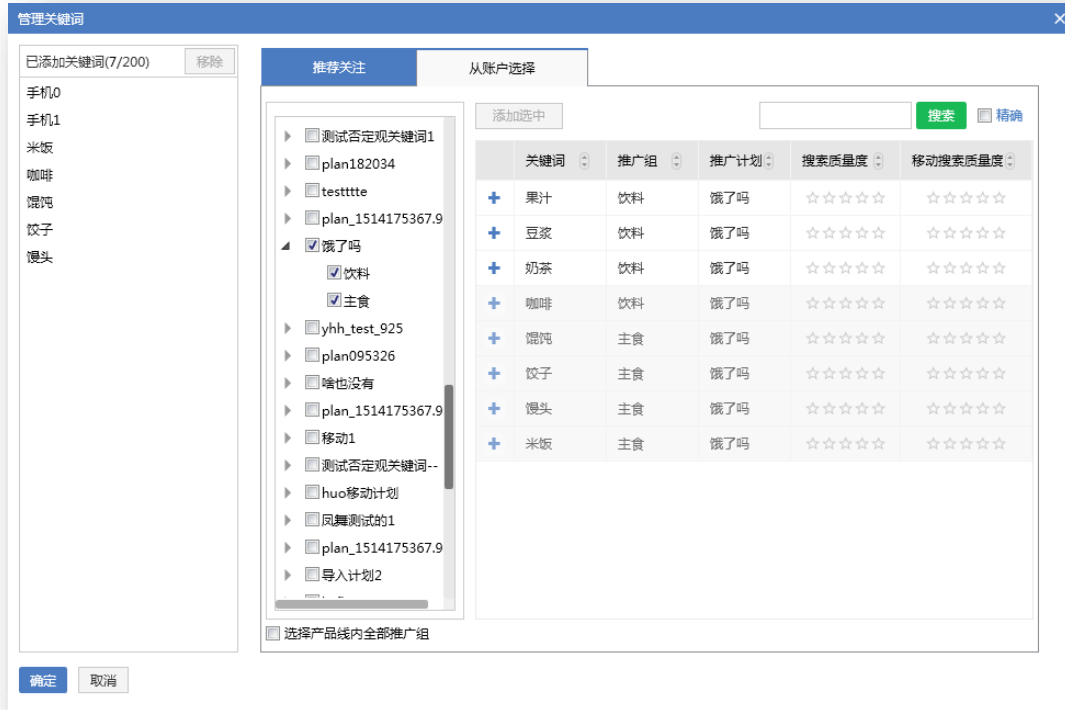 管理关键词
已添加关键词(7/200) 移除
手机0
手机1
米饭
咖啡
馄饨
饺子
馒头
推荐关注 从账户选择
测试否定观关键词1
plan182034
testttte
plan_1514175367.9
饿了吗
饮料
主食
yhh_test_925
plan095326
啥也没有
plan_1514175367.9
移动1
测试否定观关键词--
huo移动计划
凤舞测试的1
plan_1514175367.9
导入计划2
选择产品线内全部推广组
添加选中 搜索 精确
关键词 推广组 推广计划 搜索质量度 移动搜索质量度
果汁 饮料 饿了吗
豆浆 饮料 饿了吗
奶茶 饮料 饿了吗
咖啡 饮料 饿了吗
馄饨 主食 饿了吗
饺子 主食 饿了吗
馒头 主食 饿了吗
米饭 主食 饿了吗
确定 取消